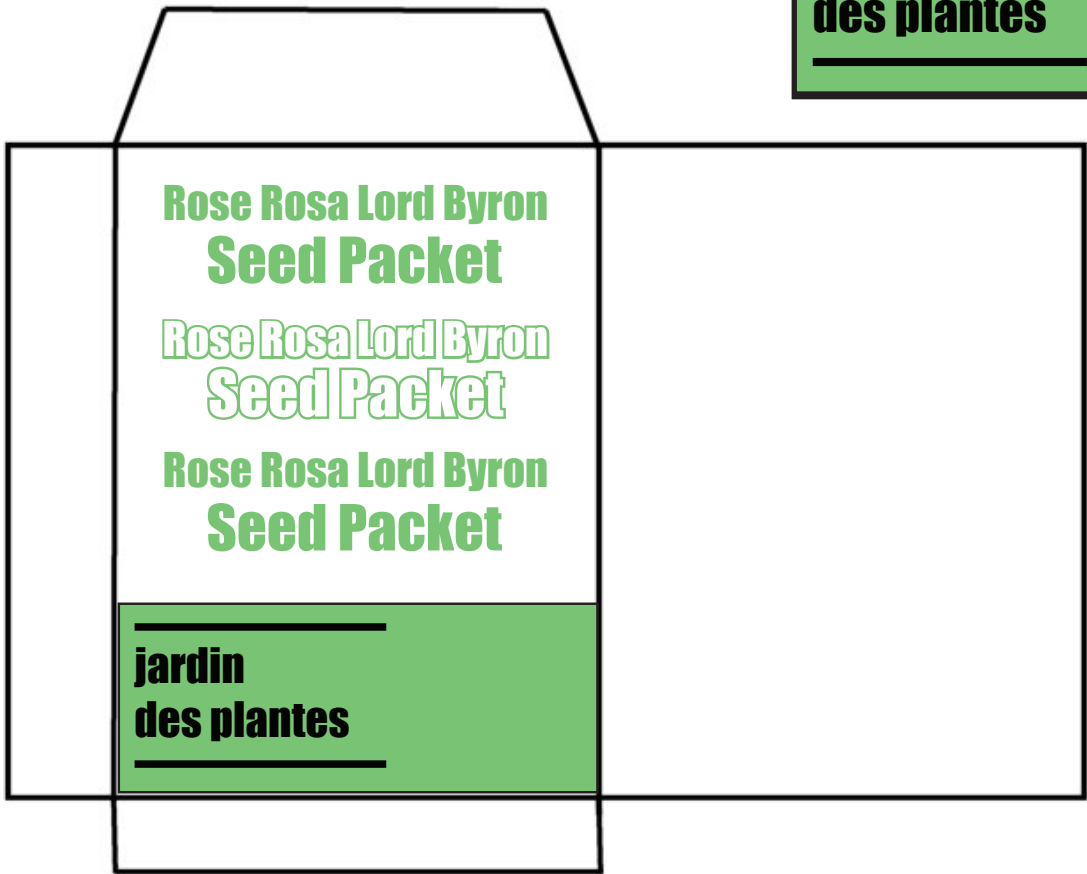 des plantes
Rose Rosa Lord Byron
Seed Packet
Rose Rosa Lord Byron
Seed Packet
Rose Rosa Lord Byron
Seed Packet
jardin
des plantes